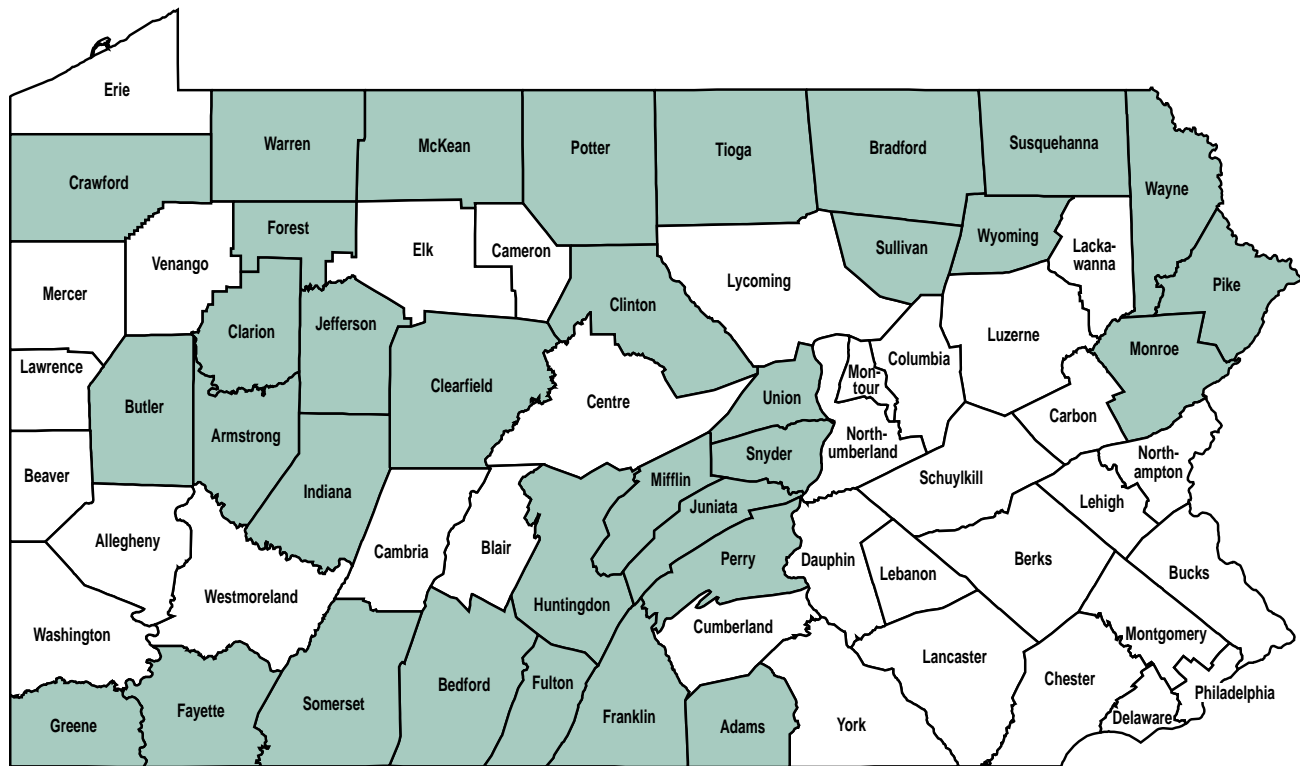 Erie
Warren
McKean
Potter
Tioga
Bradford
Susquehanna
Crawford
Wayne
Forest
Venango
Elk
Cameron
Sullivan
Wyoming
Lacka-
wanna
Mercer
Lycoming
Pike
Clinton
Clarion
Jefferson
Luzerne
Monroe
Lawrence
Columbia
Mon-
tour
Clearfield
Butler
Centre
Union
Carbon
Armstrong
North-
umberland
Beaver
Snyder
North-
ampton
Indiana
Mifflin
Schuylkill
Lehigh
Juniata
Allegheny
Cambria
Blair
Perry
Dauphin
Lebanon
Berks
Bucks
Westmoreland
Huntingdon
Washington
Cumberland
Montgomery
Lancaster
Chester
Bedford
Fulton
Philadelphia
Somerset
Fayette
Greene
Franklin
Adams
York
Delaware